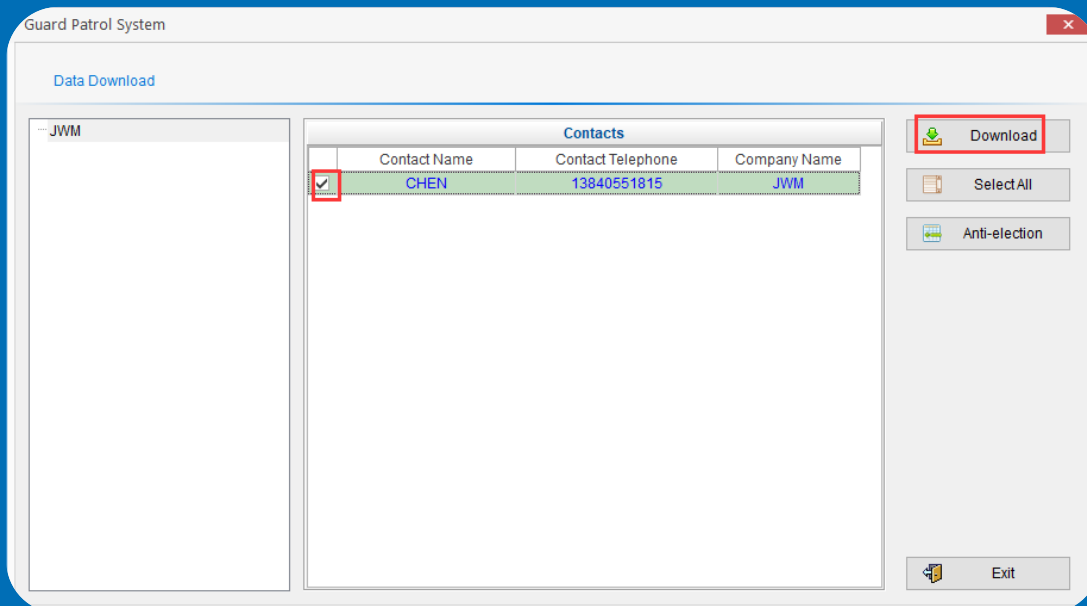 Guard Patrol System
Data Download
JWM
Contacts
Contact Name Contact Telephone Company Name
CHEN 13840551815 JWM
Download
Select All
Anti-election
Exit